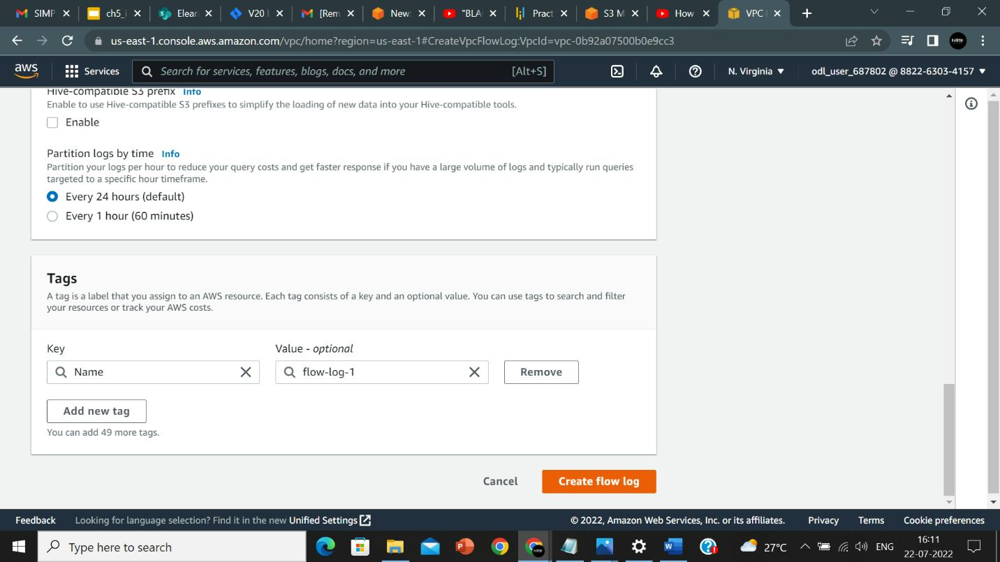 SIMP
ch5_i
Elear
V20 b
[Rem
New:
"BLA
Pract
S3 M
How
VPC
us-east-1.console.aws.amazon.com/vpc/home?region=us-east-1#CreateVpcFlowLog:VpcId=vpc-0b92a07500b0e9cc3
aws
Services
Search for services, features, blogs, docs, and more
[Alt+S]
N. Virginia
odl_user_687802 @ 8822-6303-4157
Hive-compatible S3 prefix Info
Enable to use Hive-compatible S3 prefixes to simplify the loading of new data into your Hive-compatible tools.
Enable
Partition logs by time Info
Partition your logs per hour to reduce your query costs and get faster response if you have a large volume of logs and typically run queries
targeted to a specific hour timeframe.
Every 24 hours (default)
Every 1 hour (60 minutes)
Tags
A tag is a label that you assign to an AWS resource. Each tag consists of a key and an optional value. You can use tags to search and filter
your resources or track your AWS costs.
Key
Value - optional
Name
flow-log-1
Remove
Add new tag
You can add 49 more tags.
Cancel
Create flow log
Feedback
Looking for language selection? Find it in the new Unified Settings
© 2022, Amazon Web Services, Inc. or its affiliates.
Privacy
Terms
Cookie preferences
Type here to search
27°C
ENG
16:11
22-07-2022